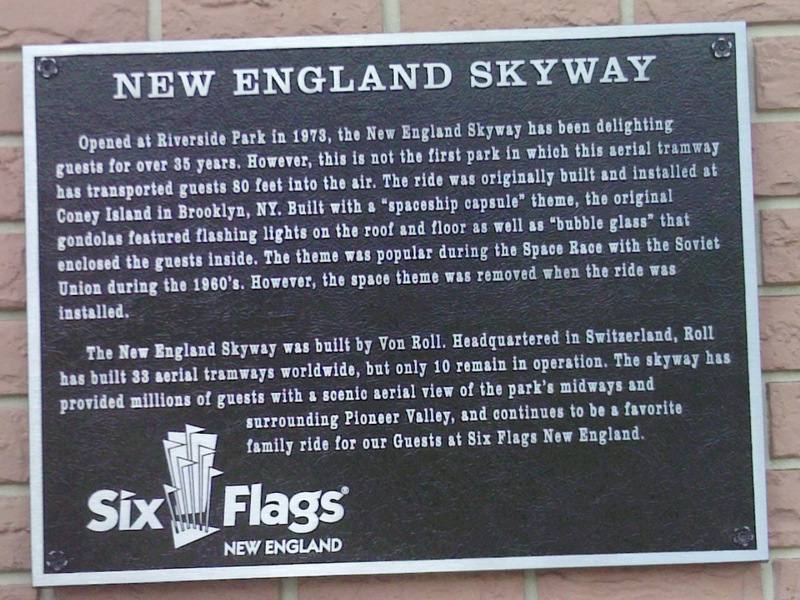 NEW ENGLAND SKYWAY
Opened at Riverside Park in 1973, the New England Skyway has been delighting
guests for over 35 years. However, this is not the first park in which this aerial tramway
has transported guests 80 feet into the air. The ride was originally built and installed at
Coney Island in Brooklyn, NY. Built with a "spaceship capsule" theme, the original
gondolas featured flashing lights on the roof and floor as well as "bubble glass" that
enclosed the guests inside. The theme was popular during the Space Race with the Soviet
Union during the 1960's. However, the space theme was removed when the ride was
installed.
The New England Skyway was built by Von Roll. Headquartered in Switzerland, Roll
has built 33 aerial tramways worldwide, but only 10 remain in operation. The skyway has
provided millions of guests with a scenic aerial view of the park's midways and
surrounding Pioneer Valley, and continues to be a favorite
family ride for our Guests at Six Flags New England.
Six Flags®
NEW ENGLAND